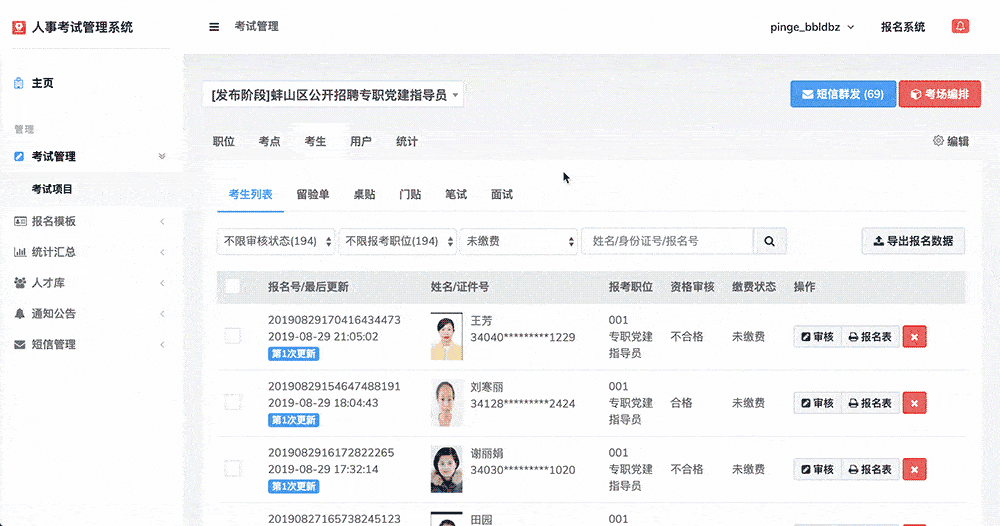 人事考试管理系统
考试管理
pinge_bbldbz
报名系统
主页
[发布阶段]蚌山区公开招聘专职党建指导员
短信群发 (69)
考场编排
管理
考试管理
考试项目
报名模板
统计汇总
人才库
通知公告
短信管理
职位 考点 考生 用户 统计
编辑
考生列表 留验单 桌贴 门贴 笔试 面试
不限审核状态(194) 不限报考职位(194) 未缴费 姓名/身份证号/报名号
导出报名数据
报名号/最后更新 姓名/证件号 报考职位 资格审核 缴费状态 操作
20190829170416434473
2019-08-29 21:05:02
第1次更新
王芳
34040*********1229
001
专职党建
指导员
不合格
未缴费
审核 报名表
20190829154647488191
2019-08-29 18:04:43
第1次更新
刘寒丽
34128*********2424
001
专职党建
指导员
合格
未缴费
审核 报名表
2019082916172822265
2019-08-29 17:32:14
第1次更新
谢丽娟
34030*********1020
001
专职党建
指导员
不合格
未缴费
审核 报名表
20190827165738245123
田园
001